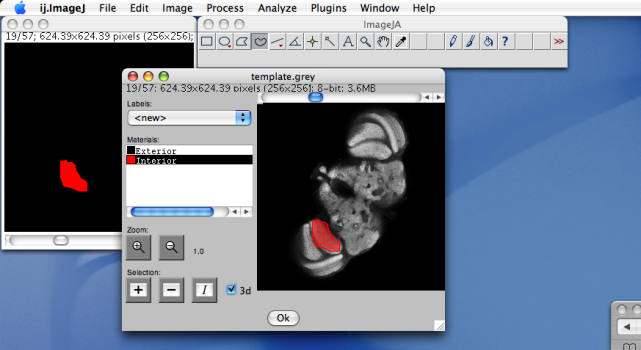 ij.ImageJ File Edit Image Process Analyze Plugins Window Help
ImageJA
19/57; 624.39x624.39 pixels (256x256);
A
?
>>
template.grey
19/57; 624.39x624.39 pixels (256x256); 8-bit; 3.6MB
Labels:
<new>
Materials:
Exterior
Interior
Zoom:
1.0
Selection:
+ − I 3d
Ok